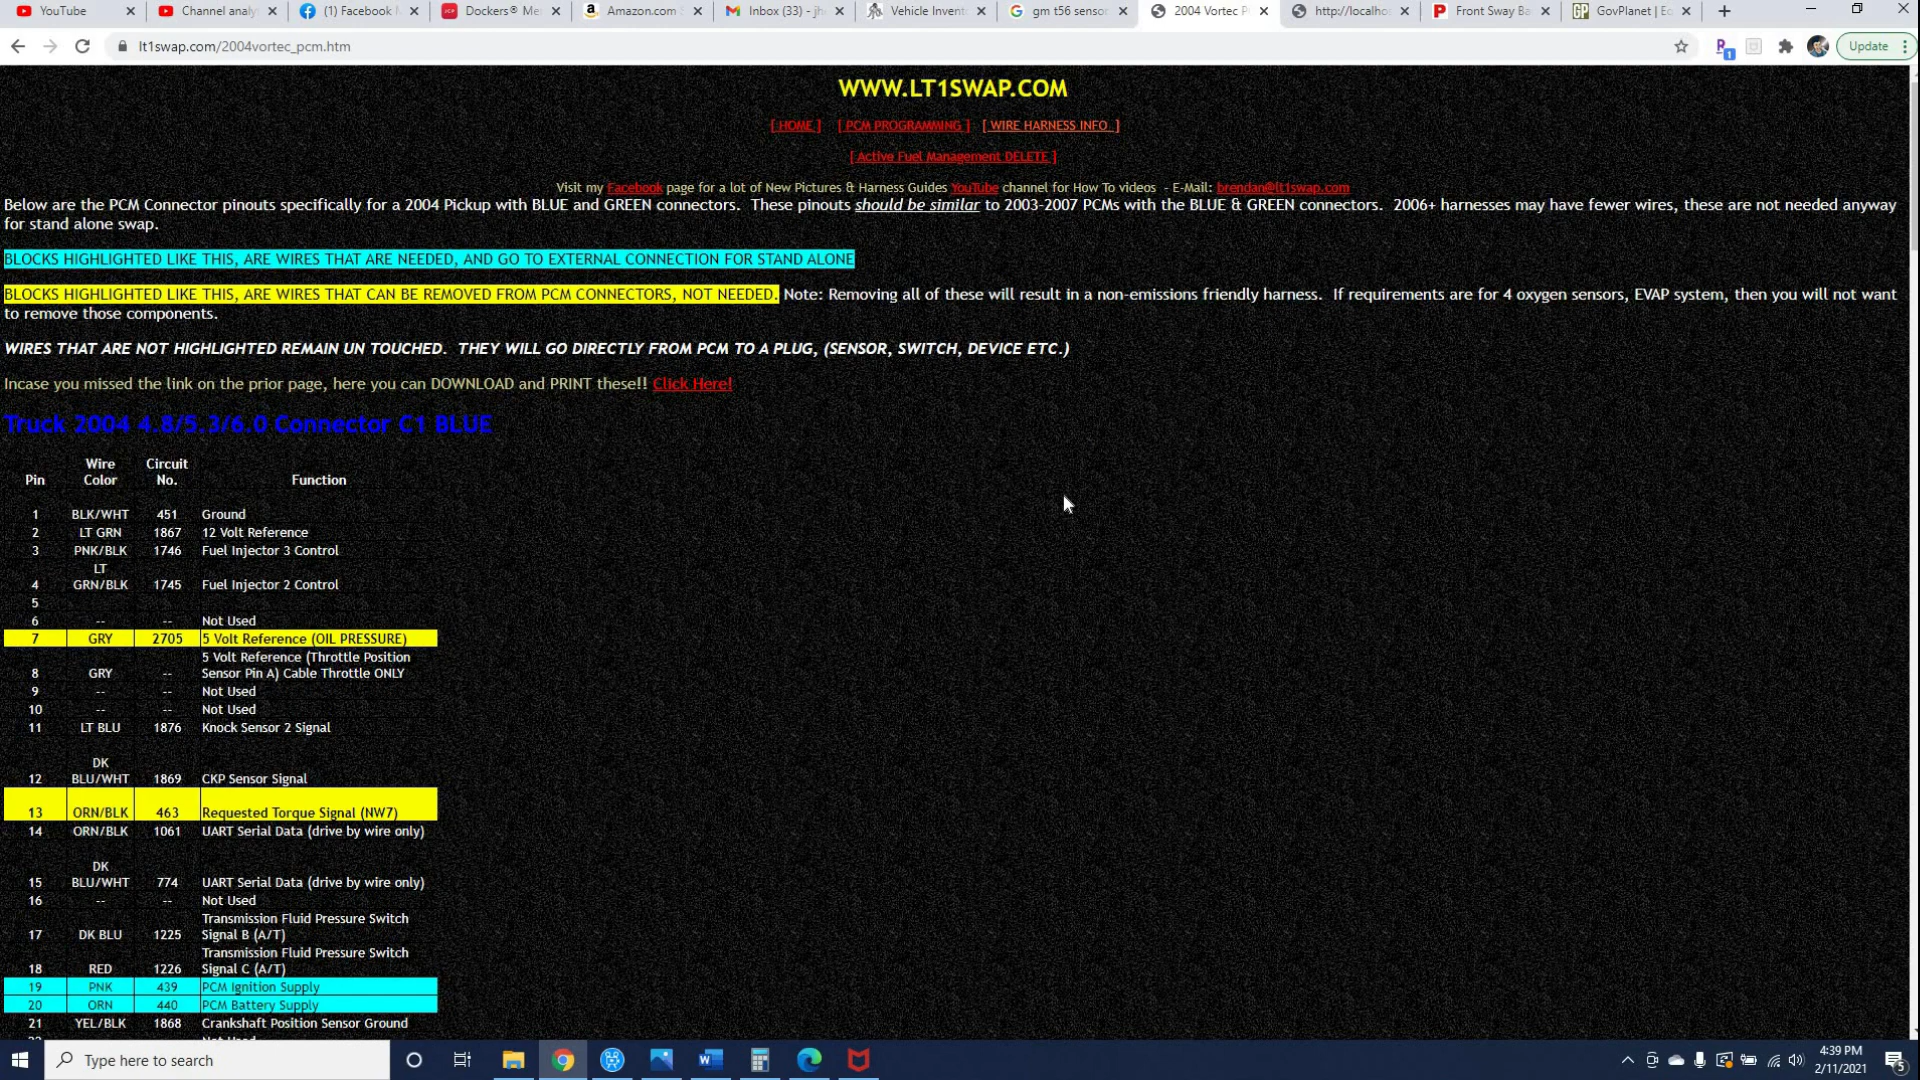 YouTube
Channel analy
(1) Facebook
Dockers® Me
Amazon.com
Inbox (33) - jh
Vehicle Invent
gm t56 sensor
2004 Vortec P
http://localho
Front Sway Ba
GovPlanet | Eq
lt1swap.com/2004vortec_pcm.htm
Update
WWW.LT1SWAP.COM
[ HOME ] [ PCM PROGRAMMING ] [ WIRE HARNESS INFO ]
[ Active Fuel Management DELETE ]
Visit my Facebook page for a lot of New Pictures & Harness Guides YouTube channel for How To videos - E-Mail: brendan@lt1swap.com
Below are the PCM Connector pinouts specifically for a 2004 Pickup with BLUE and GREEN connectors. These pinouts should be similar to 2003-2007 PCMs with the BLUE & GREEN connectors. 2006+ harnesses may have fewer wires, these are not needed anyway
for stand alone swap.
BLOCKS HIGHLIGHTED LIKE THIS, ARE WIRES THAT ARE NEEDED, AND GO TO EXTERNAL CONNECTION FOR STAND ALONE
BLOCKS HIGHLIGHTED LIKE THIS, ARE WIRES THAT CAN BE REMOVED FROM PCM CONNECTORS, NOT NEEDED. Note: Removing all of these will result in a non-emissions friendly harness. If requirements are for 4 oxygen sensors, EVAP system, then you will not want
to remove those components.
WIRES THAT ARE NOT HIGHLIGHTED REMAIN UN TOUCHED. THEY WILL GO DIRECTLY FROM PCM TO A PLUG, (SENSOR, SWITCH, DEVICE ETC.)
Incase you missed the link on the prior page, here you can DOWNLOAD and PRINT these!! Click Here!
Truck 2004 4.8/5.3/6.0 Connector C1 BLUE
Wire Circuit
Pin Color No. Function
1 BLK/WHT 451 Ground
2 LT GRN 1867 12 Volt Reference
3 PNK/BLK 1746 Fuel Injector 3 Control
LT
4 GRN/BLK 1745 Fuel Injector 2 Control
5
6 -- -- Not Used
7 GRY 2705 5 Volt Reference (OIL PRESSURE)
5 Volt Reference (Throttle Position
8 GRY -- Sensor Pin A) Cable Throttle ONLY
9 -- -- Not Used
10 -- -- Not Used
11 LT BLU 1876 Knock Sensor 2 Signal
DK
12 BLU/WHT 1869 CKP Sensor Signal
13 ORN/BLK 463 Requested Torque Signal (NW7)
14 ORN/BLK 1061 UART Serial Data (drive by wire only)
DK
15 BLU/WHT 774 UART Serial Data (drive by wire only)
16 -- -- Not Used
Transmission Fluid Pressure Switch
17 DK BLU 1225 Signal B (A/T)
Transmission Fluid Pressure Switch
18 RED 1226 Signal C (A/T)
19 PNK 439 PCM Ignition Supply
20 ORN 440 PCM Battery Supply
21 YEL/BLK 1868 Crankshaft Position Sensor Ground
Type here to search
4:39 PM
2/11/2021
5